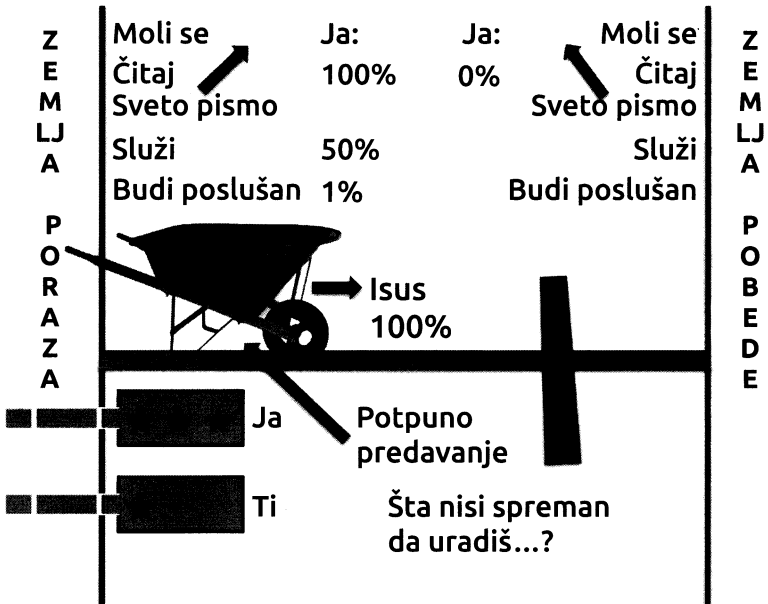 ZEMLJA PORAZA
Moli se
Čitaj
Sveto pismo
Služi
Budi poslušan
Ja:
100%
50%
1%
Ja:
0%
Moli se
Čitaj
Sveto pismo
Služi
Budi poslušan
ZEMLJA POBEDE
Isus
100%
Ja
Ti
Potpuno
predavanje
Šta nisi spreman
da uradiš...?